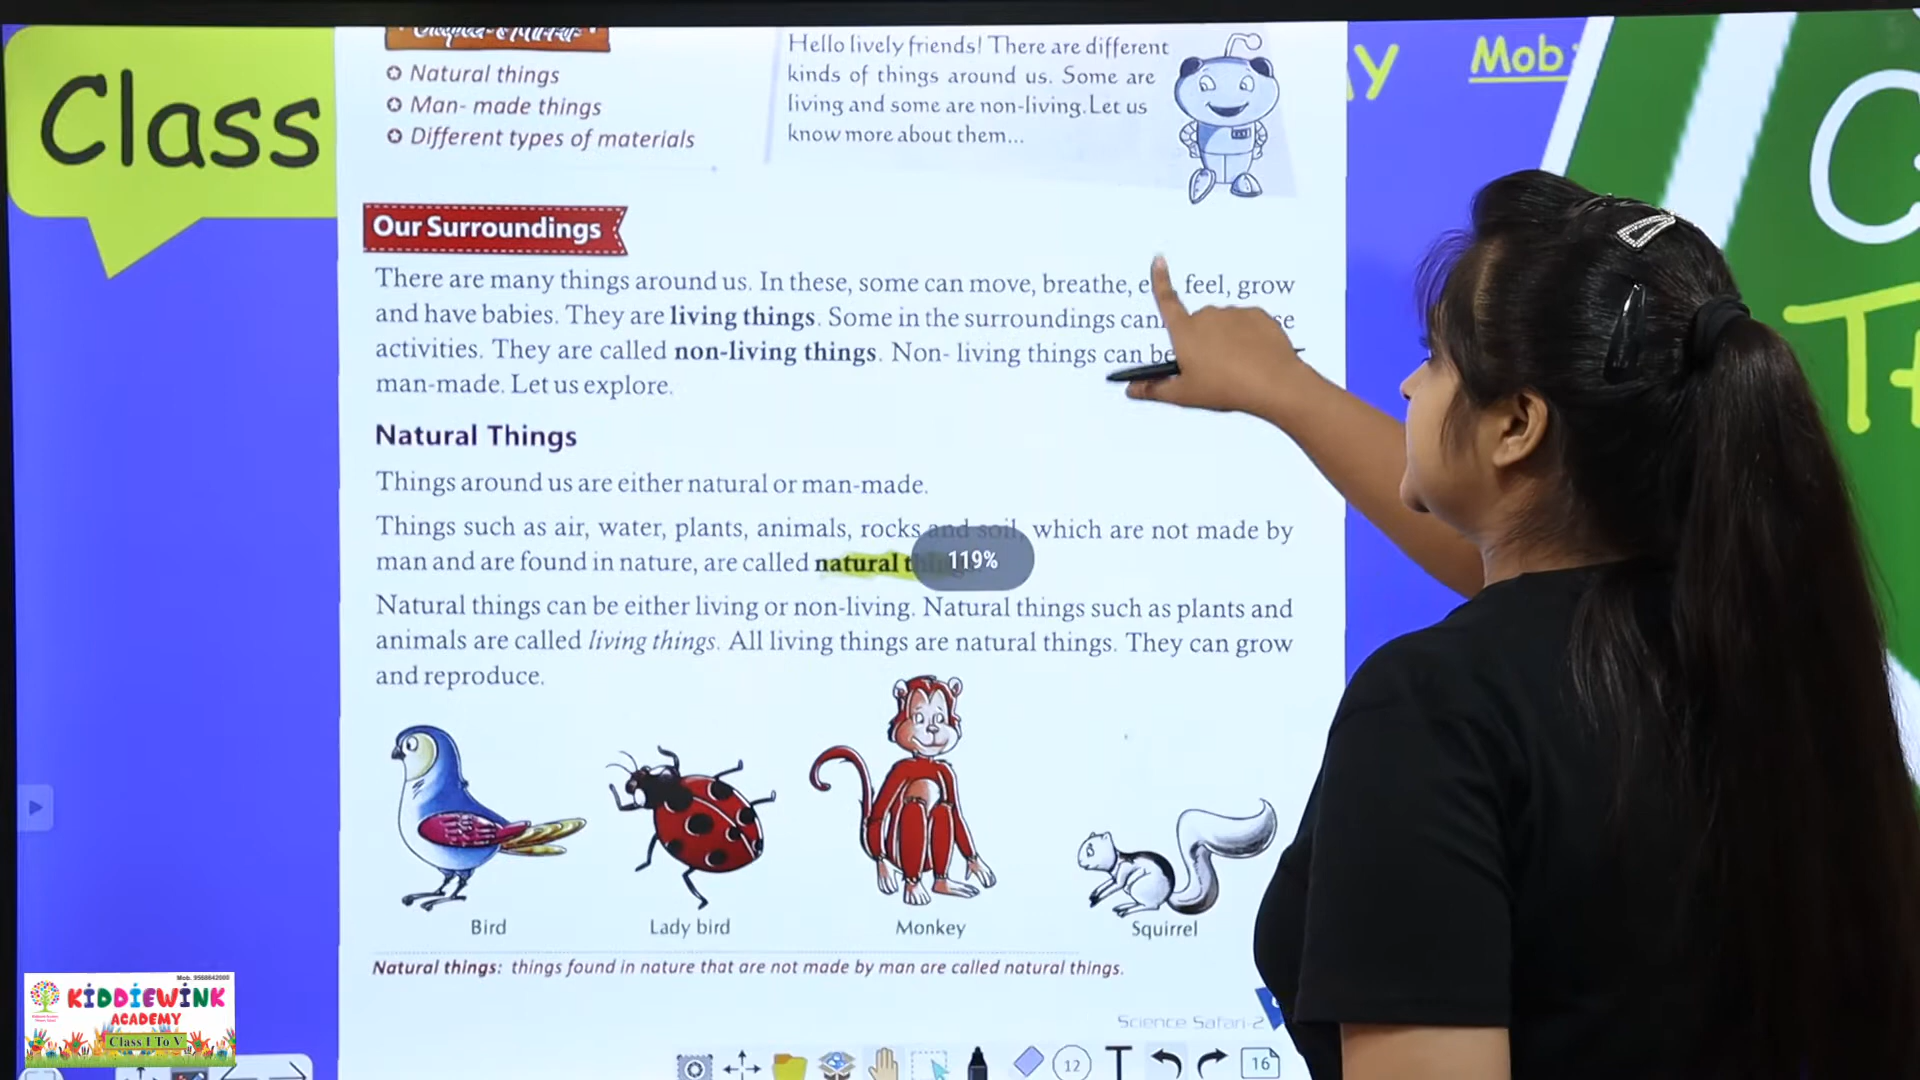 Class
Natural things
Man- made things
Different types of materials
Hello lively friends! There are different
kinds of things around us. Some are
living and some are non-living. Let us
know more about them...
Mob:
Our Surroundings
There are many things around us. In these, some can move, breathe, feel, grow
and have babies. They are living things. Some in the surroundings
activities. They are called non-living things. Non- living things can be
man-made. Let us explore.
Natural Things
Things around us are either natural or man-made.
Things such as air, water, plants, animals, rocks and soil, which are not made by
man and are found in nature, are called natural
119%
Natural things can be either living or non-living. Natural things such as plants and
animals are called living things. All living things are natural things. They can grow
and reproduce.
Bird
Lady bird
Monkey
Squirrel
Natural things: things found in nature that are not made by man are called natural things.
Science Safari-2
12
T
16
Mob. 9568642000
KIDDIEWINK
ACADEMY
Class I To V